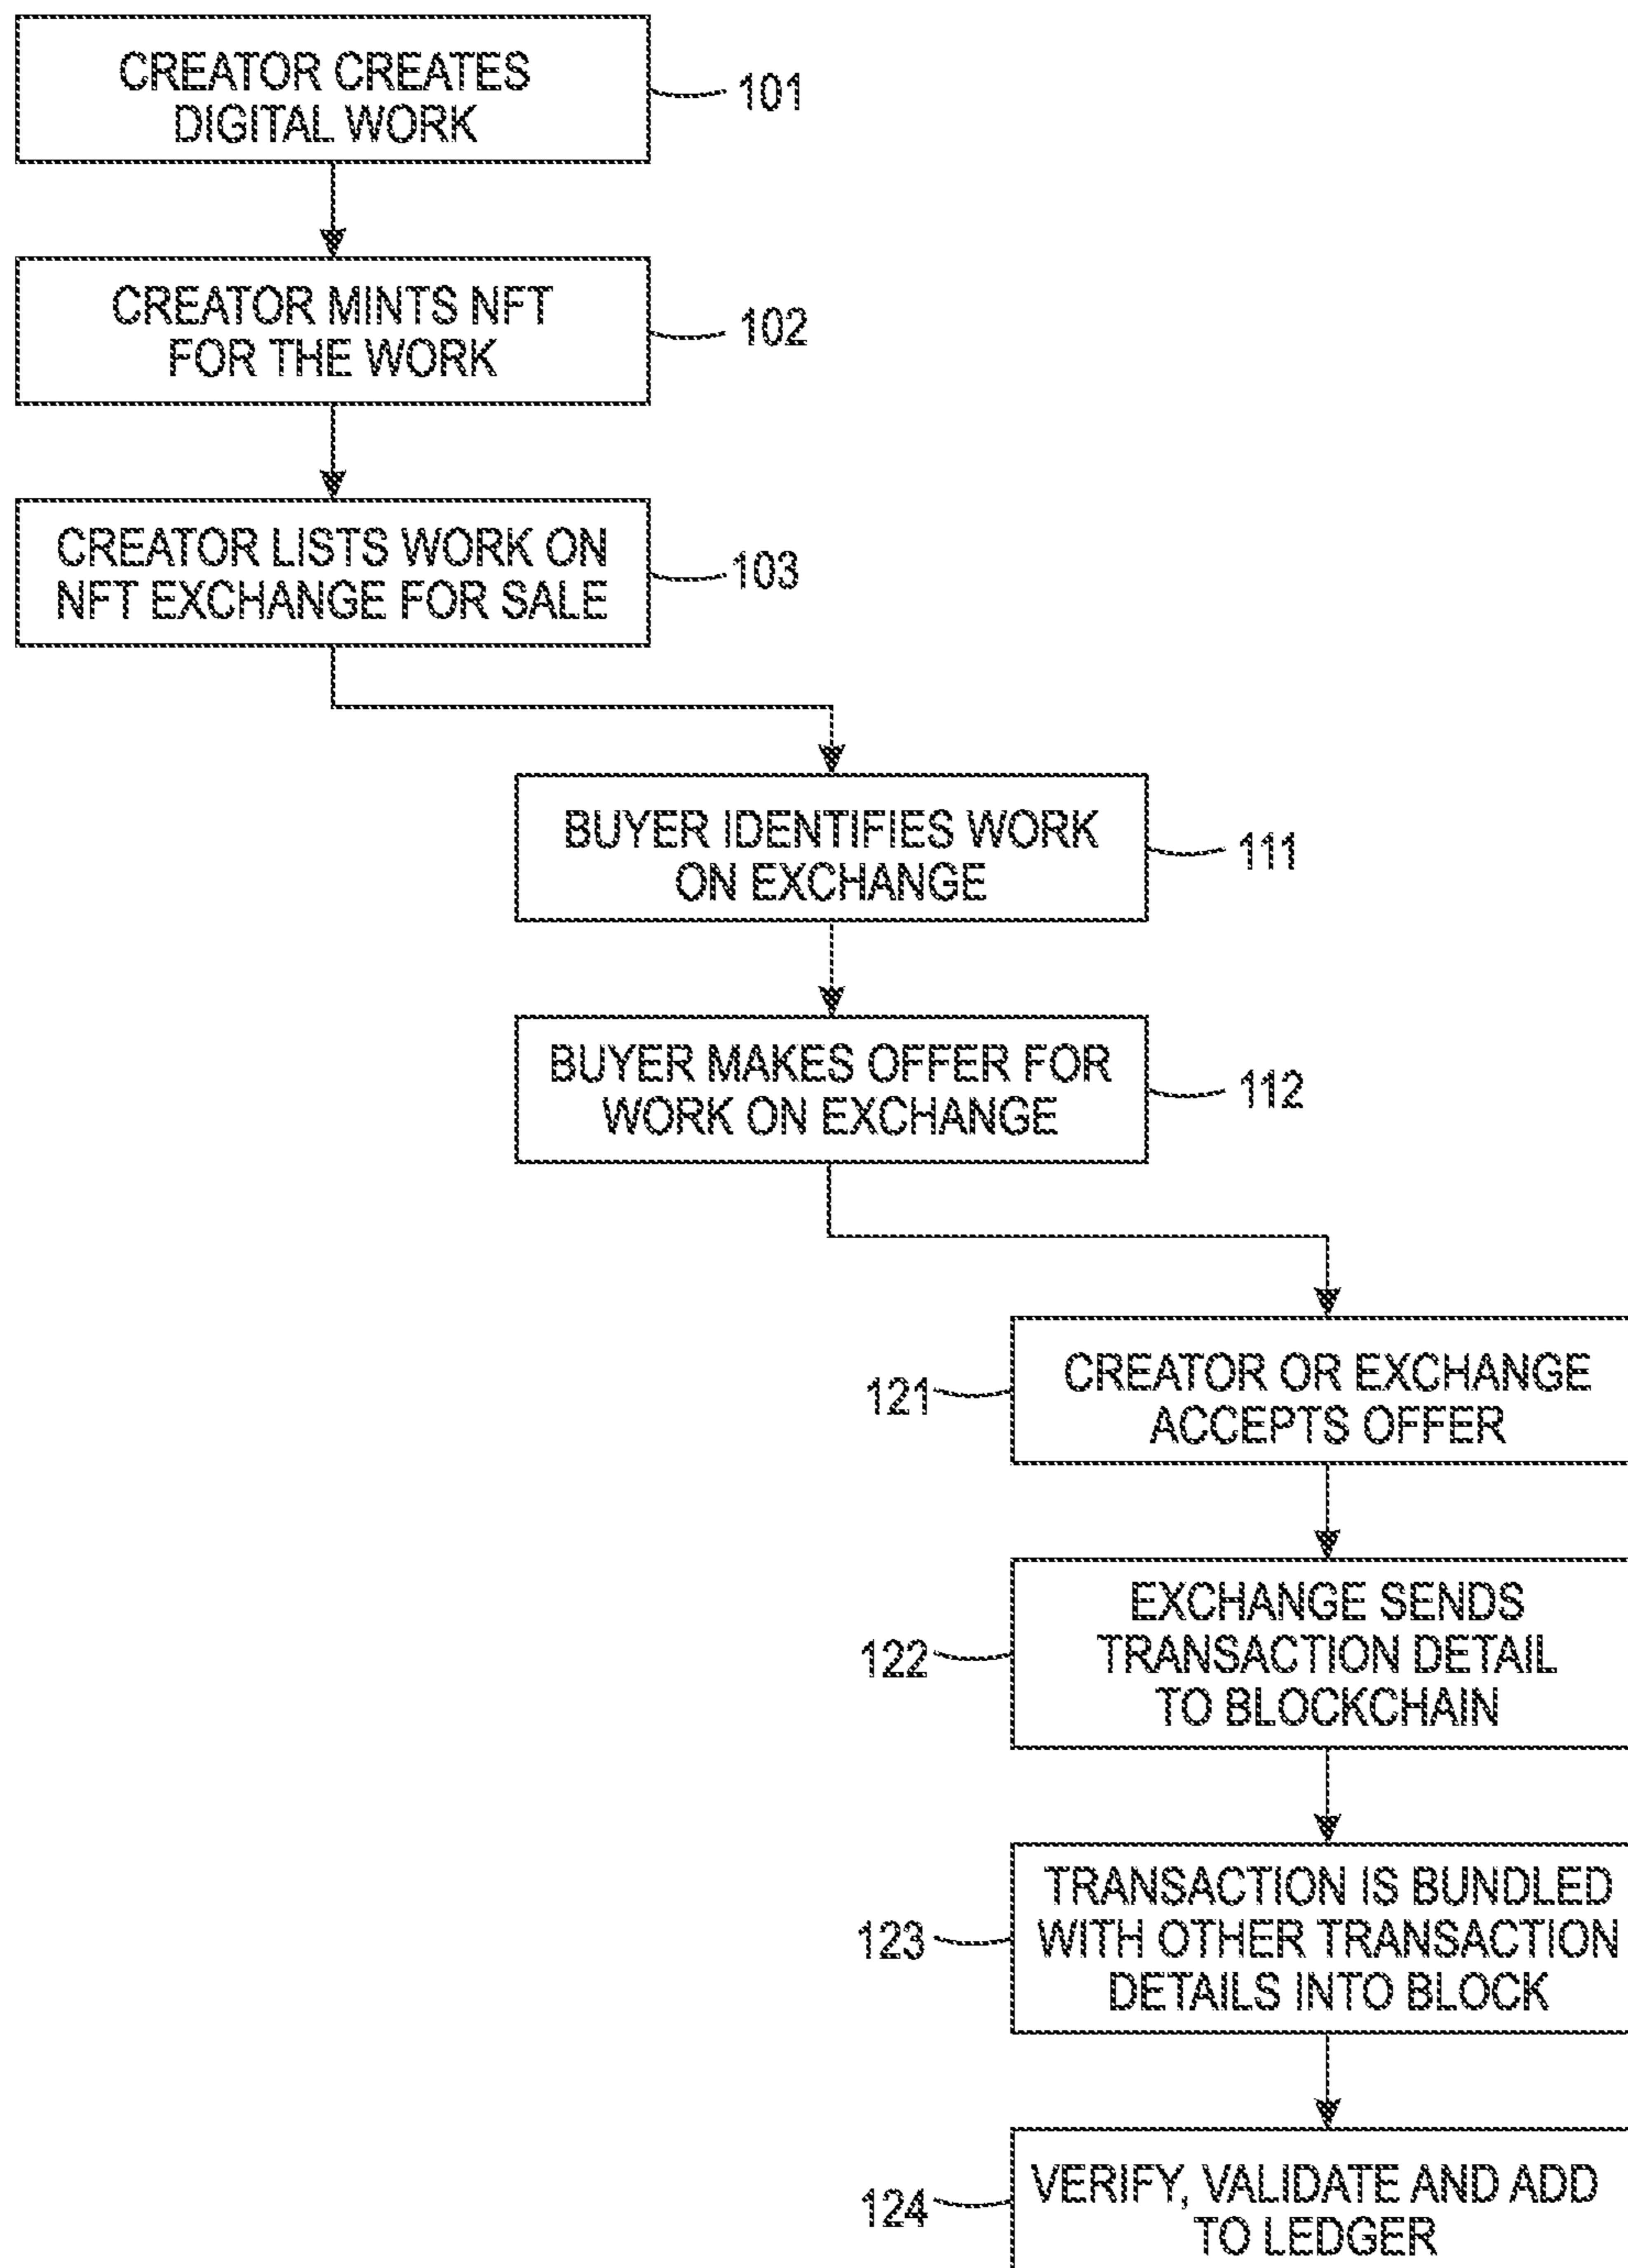 CREATOR CREATES
DIGITAL WORK
101
CREATOR MINTS NFT
FOR THE WORK
102
CREATOR LISTS WORK ON
NFT EXCHANGE FOR SALE
103
BUYER IDENTIFIES WORK
ON EXCHANGE
111
BUYER MAKES OFFER FOR
WORK ON EXCHANGE
112
121
CREATOR OR EXCHANGE
ACCEPTS OFFER
122
EXCHANGE SENDS
TRANSACTION DETAIL
TO BLOCKCHAIN
123
TRANSACTION IS BUNDLED
WITH OTHER TRANSACTION
DETAILS INTO BLOCK
124
VERIFY, VALIDATE AND ADD
TO LEDGER